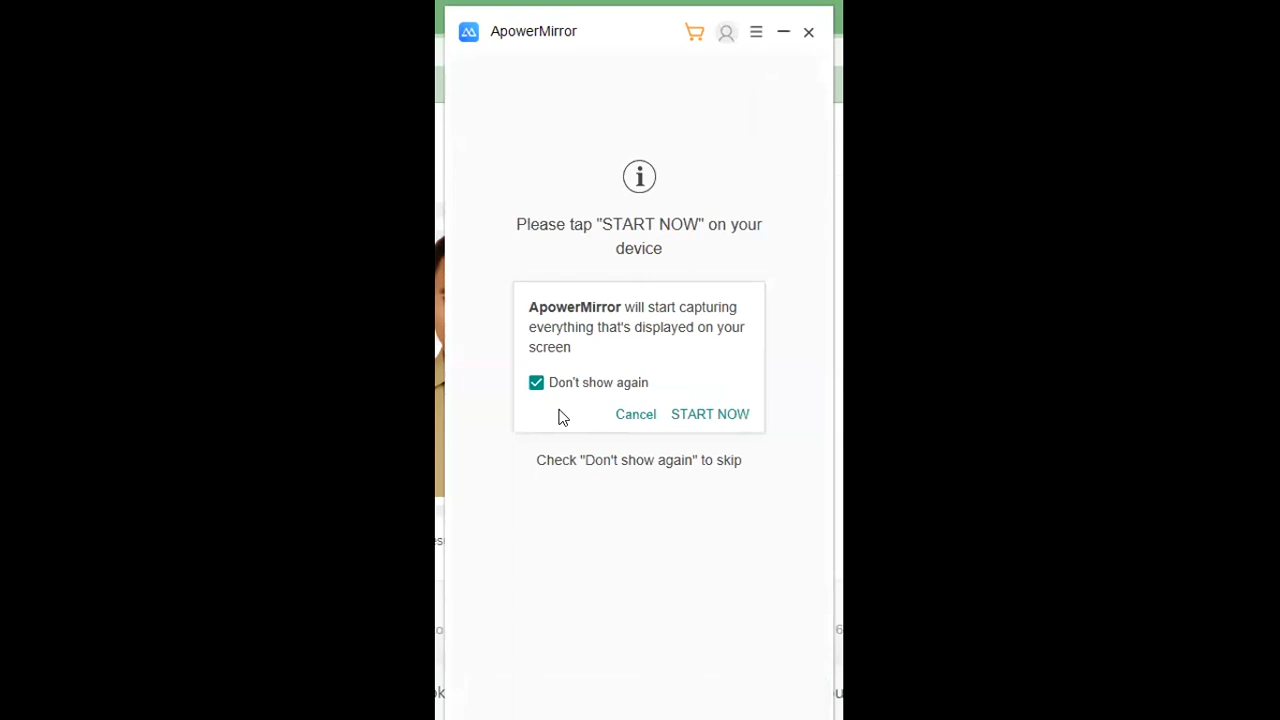 ApowerMirror
Please tap "START NOW" on your
device
ApowerMirror will start capturing
everything that's displayed on your
screen
Don't show again
Cancel START NOW
Check "Don't show again" to skip